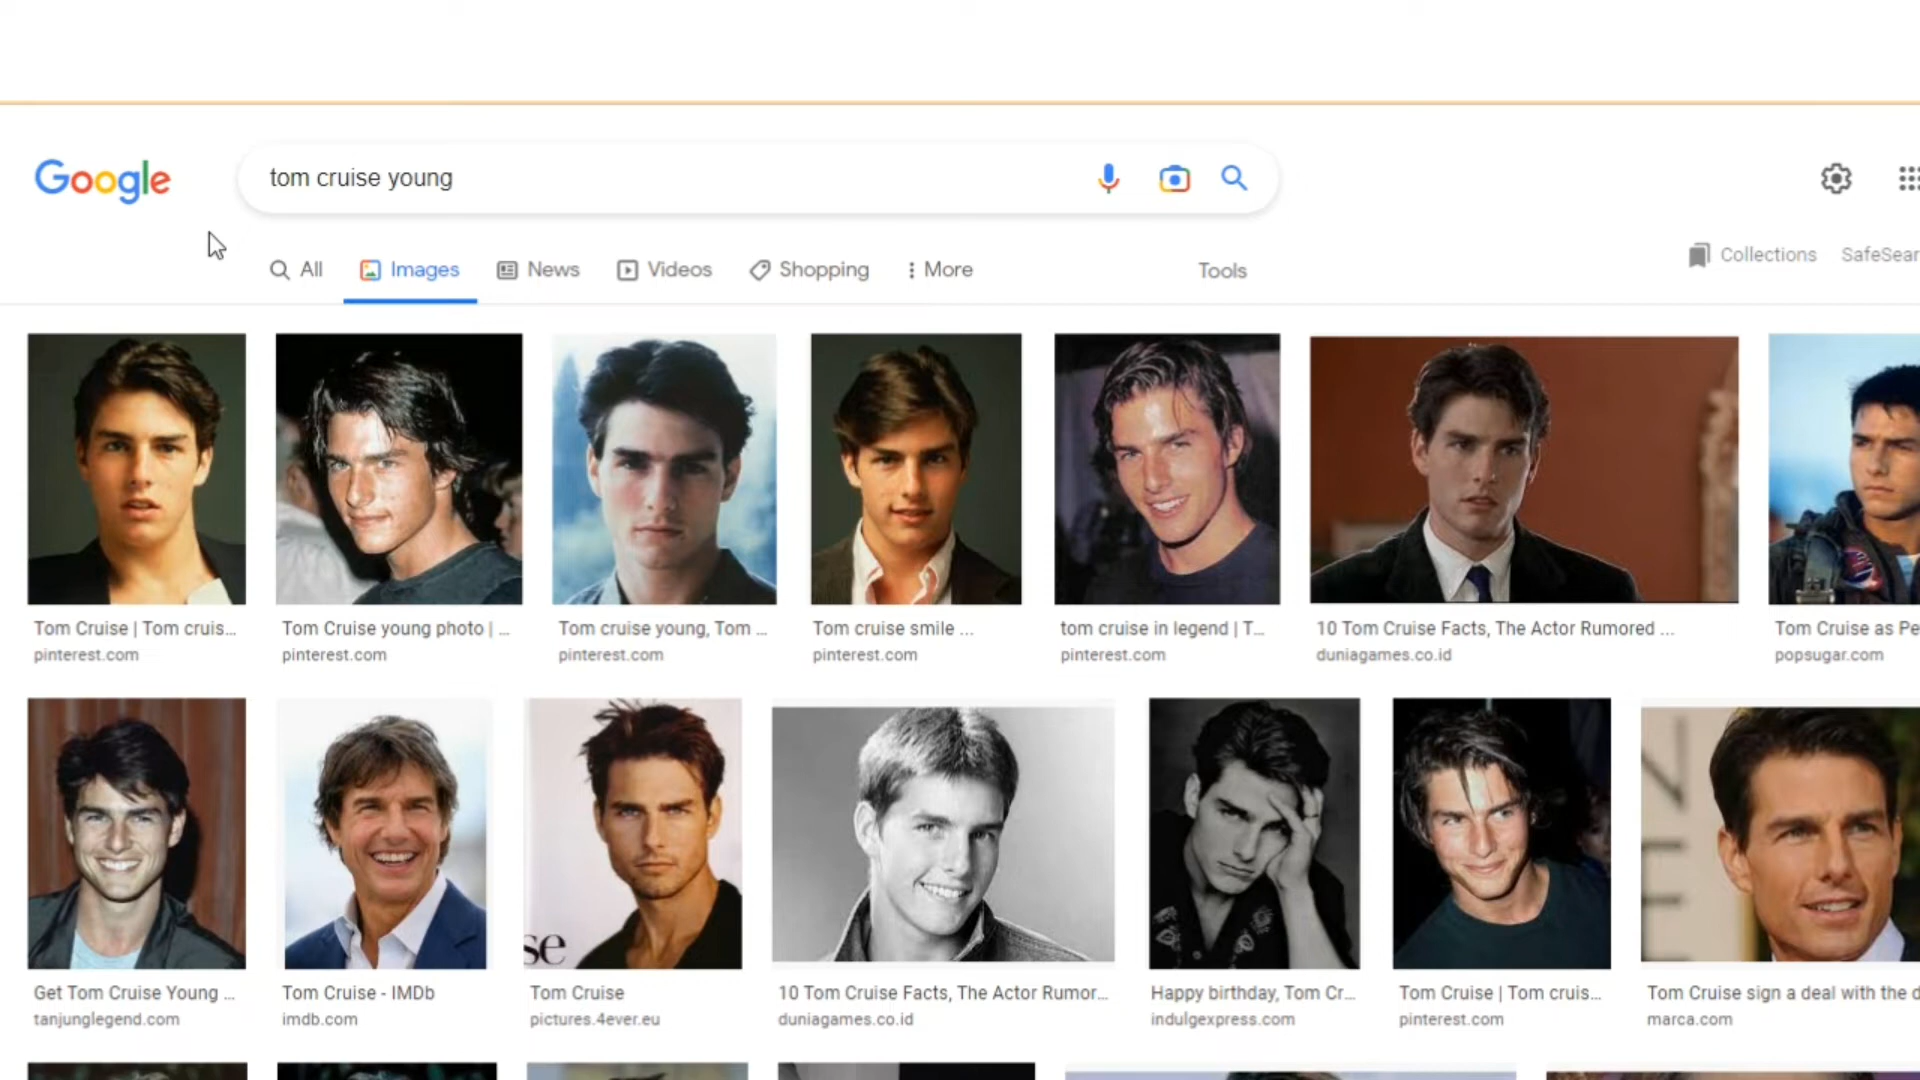 Google
tom cruise young
All
Images
News
Videos
Shopping
More
Tools
Collections
SafeSear
Tom Cruise | Tom cruis...
pinterest.com
Tom Cruise young photo | ...
pinterest.com
Tom cruise young, Tom ...
pinterest.com
Tom cruise smile ...
pinterest.com
tom cruise in legend | T...
pinterest.com
10 Tom Cruise Facts, The Actor Rumored ...
duniagames.co.id
Tom Cruise as Pe
popsugar.com
se
Get Tom Cruise Young ...
tanjunglegend.com
Tom Cruise - IMDb
imdb.com
Tom Cruise
pictures.4ever.eu
10 Tom Cruise Facts, The Actor Rumor...
duniagames.co.id
Happy birthday, Tom Cr...
indulgexpress.com
Tom Cruise | Tom cruis...
pinterest.com
Tom Cruise sign a deal with the d
marca.com